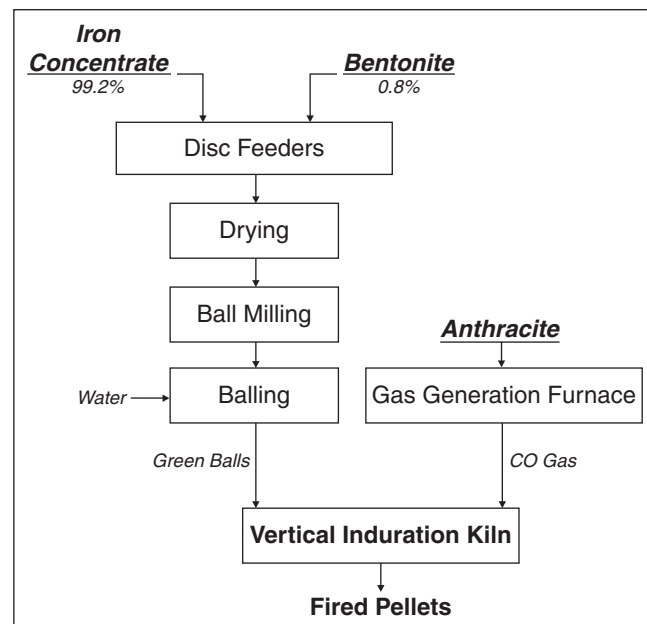 Iron
Concentrate
99.2%
Bentonite
0.8%
Disc Feeders
Drying
Ball Milling
Anthracite
Water
Balling
Gas Generation Furnace
Green Balls
CO Gas
Vertical Induration Kiln
Fired Pellets